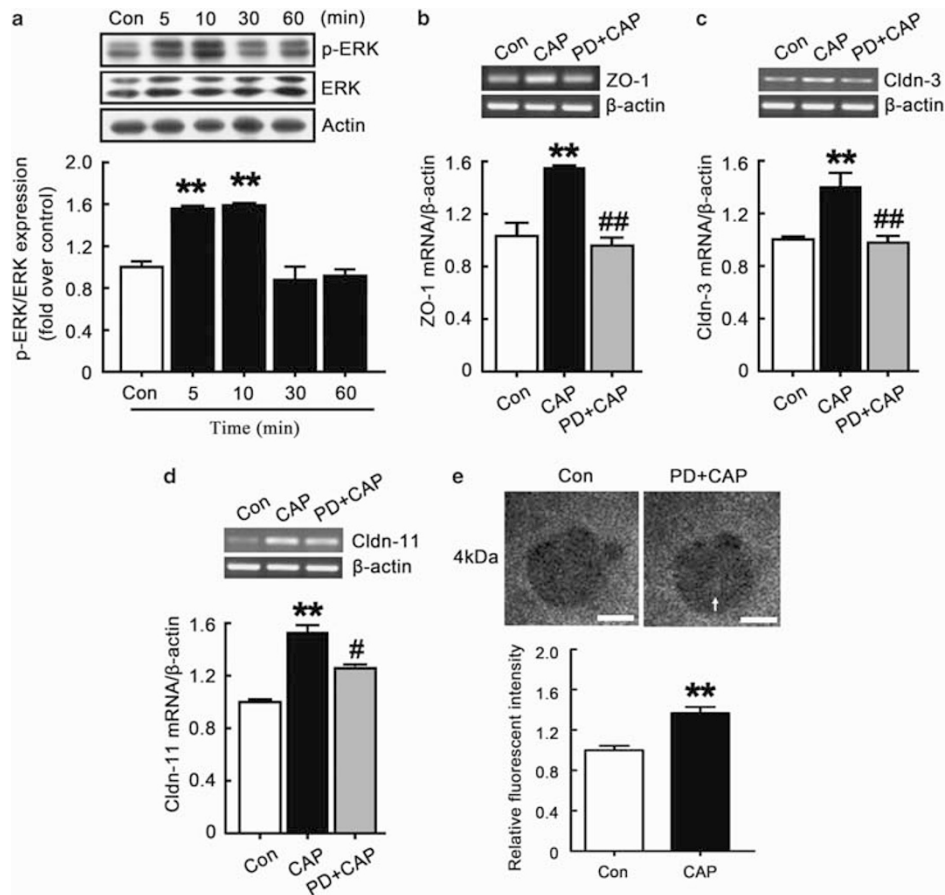 a
Con 5 10 30 60 (min)
p-ERK
ERK
Actin
p-ERK/ERK expression
(fold over control)
2.0
1.6
1.2
0.8
0.4
0
** **
Con 5 10 30 60
Time (min)
b
Con CAP PD+CAP
ZO-1
β-actin
ZO-1 mRNA/β-actin
1.6
1.2
0.8
0.4
0
**
##
Con CAP PD+CAP
c
Con CAP PD+CAP
Cldn-3
β-actin
Cldn-3 mRNA/β-actin
1.6
1.2
0.8
0.4
0
**
##
Con CAP PD+CAP
d
Con CAP PD+CAP
Cldn-11
β-actin
Cldn-11 mRNA/β-actin
1.6
1.2
0.8
0.4
0
**
#
Con CAP PD+CAP
e
Con PD+CAP
4kDa
Relative fluorescent intensity
2.0
1.6
1.2
0.8
0.4
0
**
Con CAP